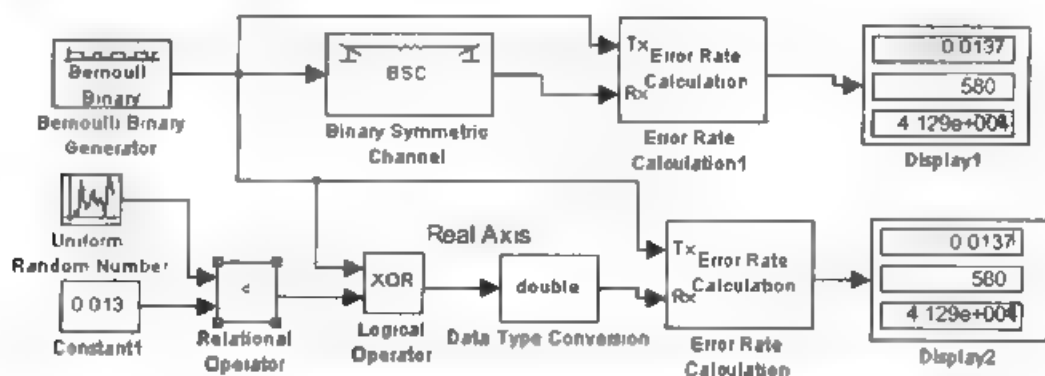 Bernoulli
Binary
Bernoulli Binary
Generator
BSC
Binary Symmetric
Channel
Tx
Rx
Error Rate
Calculation
Error Rate
Calculation1
0.0137
580
4.129e+004
Display1
Uniform
Random Number
0.013
Constant1
<
Relational
Operator
XOR
Logical
Operator
Real Axis
double
Data Type Conversion
Tx
Rx
Error Rate
Calculation
Error Rate
Calculation
0.0137
580
4.129e+004
Display2